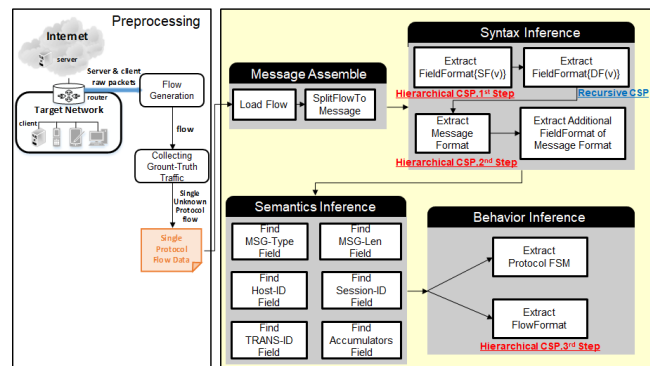 Preprocessing
Internet
server
Server & client
raw packets
router
Target Network
client
Flow
Generation
flow
Collecting
Grount-Truth
Traffic
Single
Unknown
Protocol
flow
Single
Protocol
Flow Data
Message Assemble
Load Flow
SplitFlowTo
Message
Syntax Inference
Extract
FieldFormat{SF(v)}
Extract
FieldFormat{DF(v)}
Hierarchical CSP.1st Step
Recursive CSP
Extract
Message
Format
Extract Additional
FieldFormat of
Message Format
Hierarchical CSP.2nd Step
Semantics Inference
Find
MSG-Type
Field
Find
MSG-Len
Field
Find
Host-ID
Field
Find
Session-ID
Field
Find
TRANS-ID
Field
Find
Accumulators
Field
Behavior Inference
Extract
Protocol FSM
Extract
FlowFormat
Hierarchical CSP.3rd Step